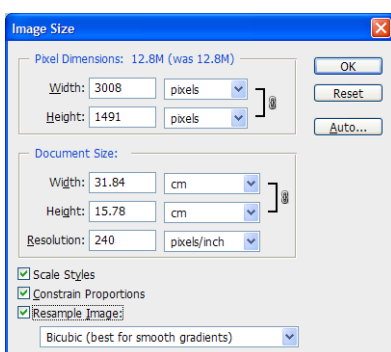 Image Size
Pixel Dimensions: 12.8M (was 12.8M)
OK
Width: 3008 pixels
Reset
Height: 1491 pixels
Auto...
Document Size:
Width: 31.84 cm
Height: 15.78 cm
Resolution: 240 pixels/inch
Scale Styles
Constrain Proportions
Resample Image:
Bicubic (best for smooth gradients)